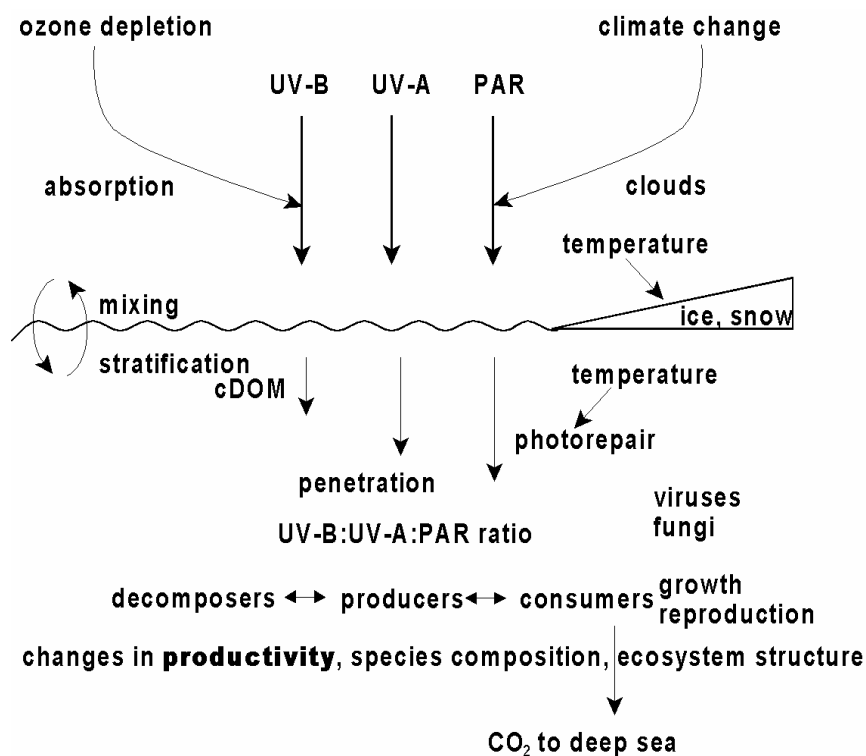 ozone depletion
climate change
UV-B UV-A PAR
absorption
clouds
temperature
mixing
ice, snow
stratification
cDOM
temperature
photorepair
penetration
viruses
fungi
UV-B:UV-A:PAR ratio
decomposers producers consumers growth
reproduction
changes in productivity, species composition, ecosystem structure
CO₂ to deep sea